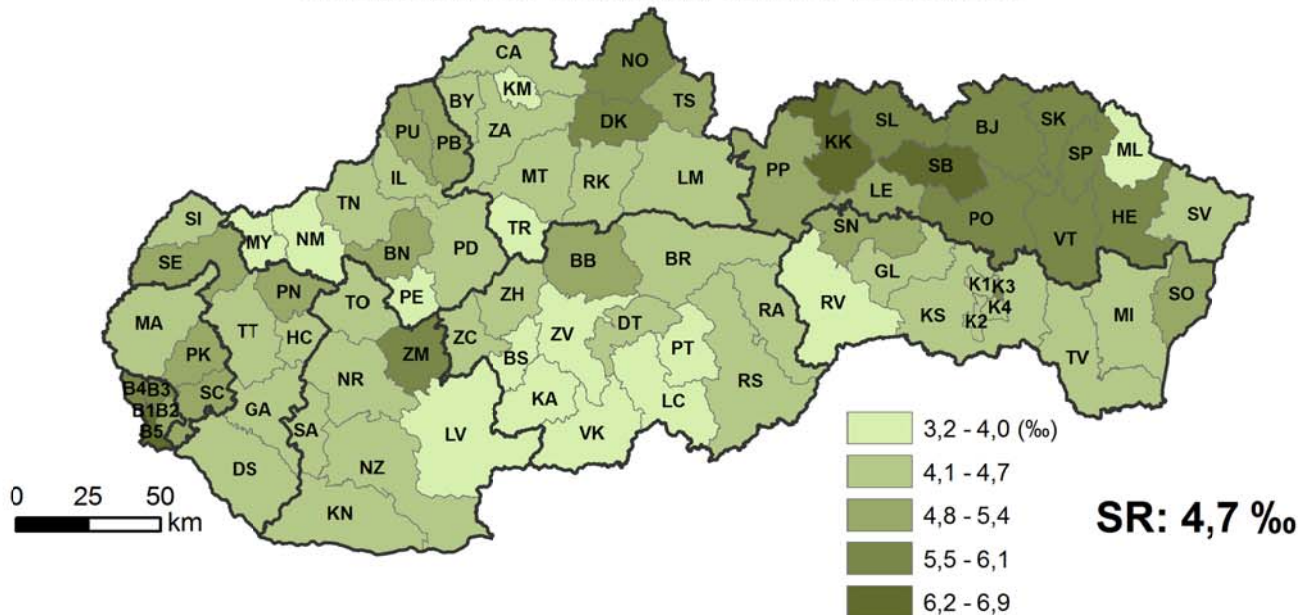 CA
NO
KM
TS
BY
PU
ZA
DK
PB
SL
BJ
SK
KK
SP
ML
SB
PP
IL
MT
RK
LM
LE
TN
SI
PO
HE
SV
TR
MY
NM
SN
VT
PD
BN
BB
SE
BR
GL
PE
PN
K1
K3
SO
TO
ZH
RV
RA
MA
KS
K4
MI
K2
TT
HC
DT
ZV
ZC
ZM
PT
BS
PK
TV
NR
RS
B4
B3
SC
KA
LC
GA
B1
B2
VK
B5
SA
LV
DS
NZ
KN
0 25 50
km
3,2 - 4,0 (‰)
4,1 - 4,7
4,8 - 5,4
5,5 - 6,1
6,2 - 6,9
SR: 4,7 ‰